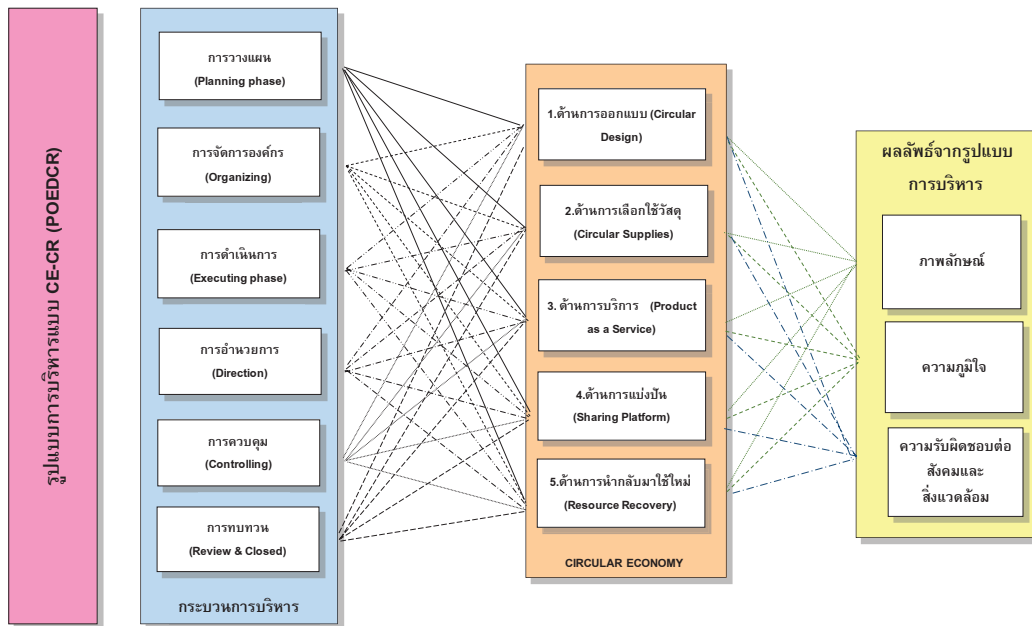 รูปแบบการบริหารแบบ CE-CR (POEDCR)
การวางแผน
(Planning phase)
การจัดการองค์กร
(Organizing)
การดำเนินการ
(Executing phase)
การอำนวยการ
(Direction)
การควบคุม
(Controlling)
การทบทวน
(Review & Closed)
กระบวนการบริหาร
1.ด้านการออกแบบ (Circular
Design)
2.ด้านการเลือกใช้วัสดุ
(Circular Supplies)
3. ด้านการบริการ (Product
as a Service)
4.ด้านการแบ่งปัน
(Sharing Platform)
5.ด้านการนำกลับมาใช้ใหม่
(Resource Recovery)
CIRCULAR ECONOMY
ผลลัพธ์จากรูปแบบ
การบริหาร
ภาพลักษณ์
ความภูมิใจ
ความรับผิดชอบต่อ
สังคมและ
สิ่งแวดล้อม